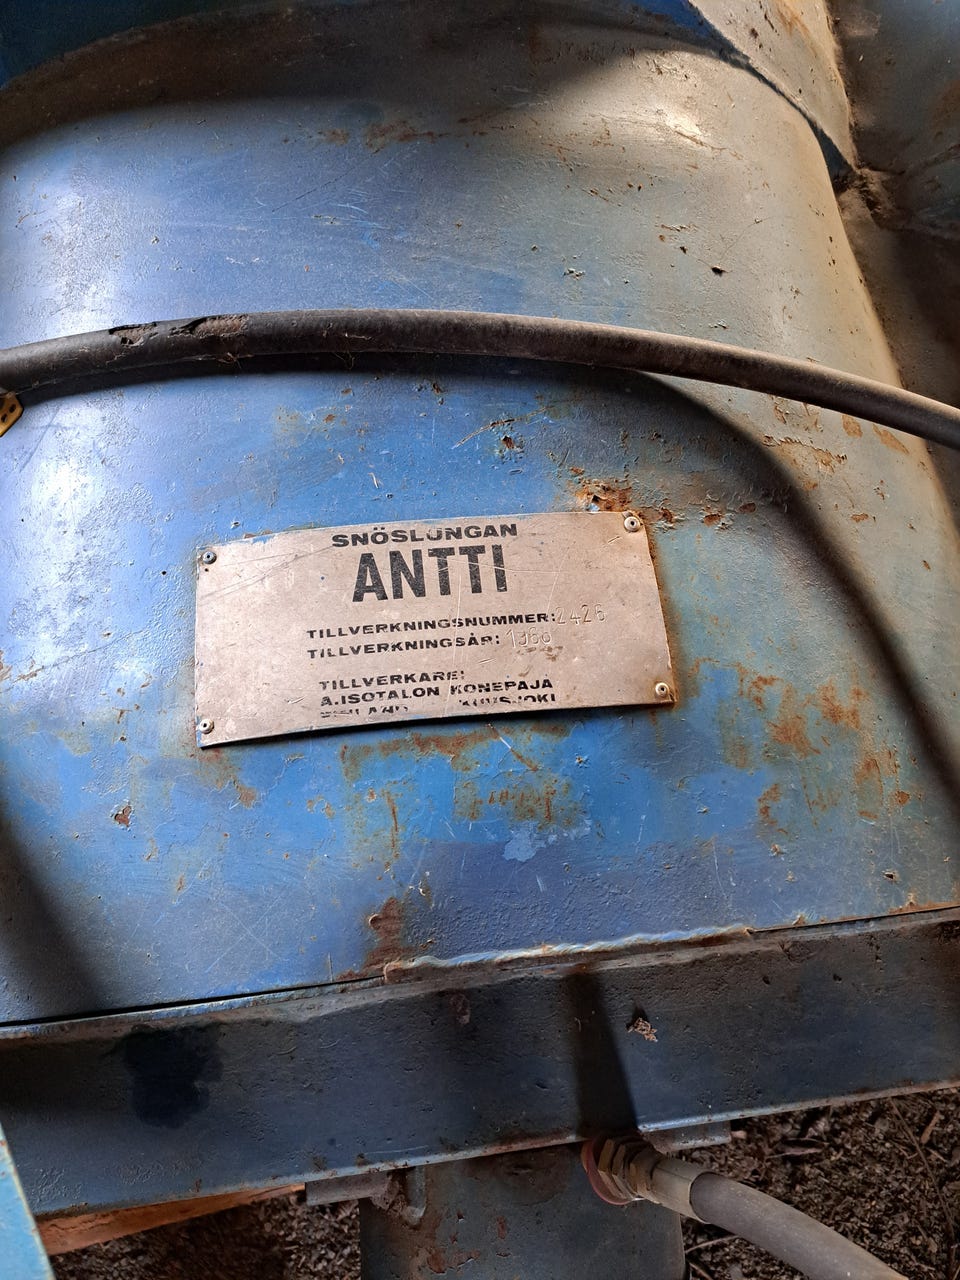 SNÖSLUNGAN
ANTTI
TILLVERKNINGSNUMMER: 2426
TILLVERKNINGSÅR:
TILLVERKARE:
A.ISOTALON KONEPAJA